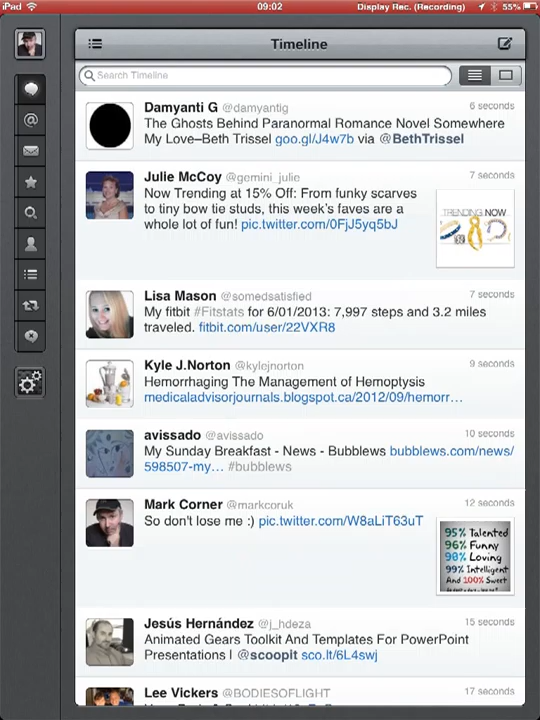 iPad 09:02 Display Rec. (Recording) 55%
Timeline
Search Timeline
Damyanti G @damyantig 6 seconds
The Ghosts Behind Paranormal Romance Novel Somewhere
My Love–Beth Trissel goo.gl/J4w7b via @BethTrissel
Julie McCoy @gemini_julie 7 seconds
Now Trending at 15% Off: From funky scarves
to tiny bow tie studs, this week's faves are a
whole lot of fun! pic.twitter.com/0FjJ5yq5bJ
TRENDING NOW
Lisa Mason @somedsatisfied 7 seconds
My fitbit #Fitstats for 6/01/2013: 7,997 steps and 3.2 miles
traveled. fitbit.com/user/22VXR8
Kyle J.Norton @kylejnorton 9 seconds
Hemorrhaging The Management of Hemoptysis
medicaladvisorjournals.blogspot.ca/2012/09/hemorr…
avissado @avissado 10 seconds
My Sunday Breakfast - News - Bubblews bubblews.com/news/
598507-my… #bubblews
Mark Corner @markcoruk 12 seconds
So don't lose me :) pic.twitter.com/W8aLiT63uT
95% Talented
96% Funny
98% Loving
99% Intelligent
And 100% Sweet
Jesús Hernández @j_hdeza 15 seconds
Animated Gears Toolkit And Templates For PowerPoint
Presentations | @scoopit sco.lt/6L4swj
Lee Vickers @BODIESOFLIGHT 17 seconds